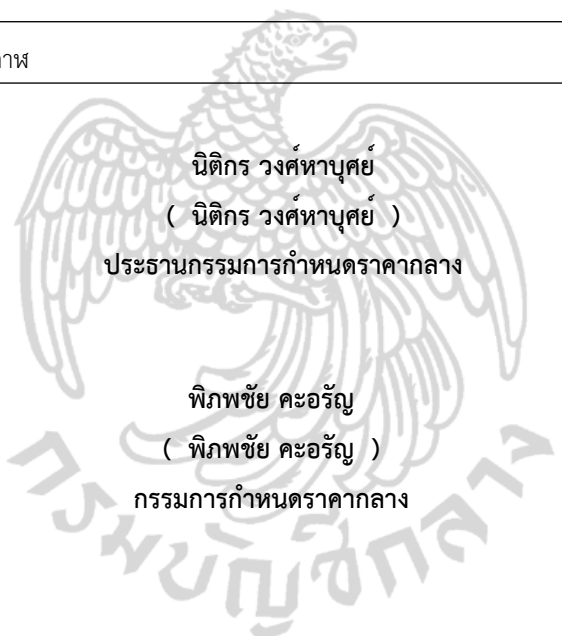 นิติกร วงศ์หาบุศย์
( นิติกร วงศ์หาบุศย์ )
ประธานกรรมการกำหนดราคากลาง
พิภพชัย คะอรัญ
( พิภพชัย คะอรัญ )
กรรมการกำหนดราคากลาง
กรมบัญชีกลาง